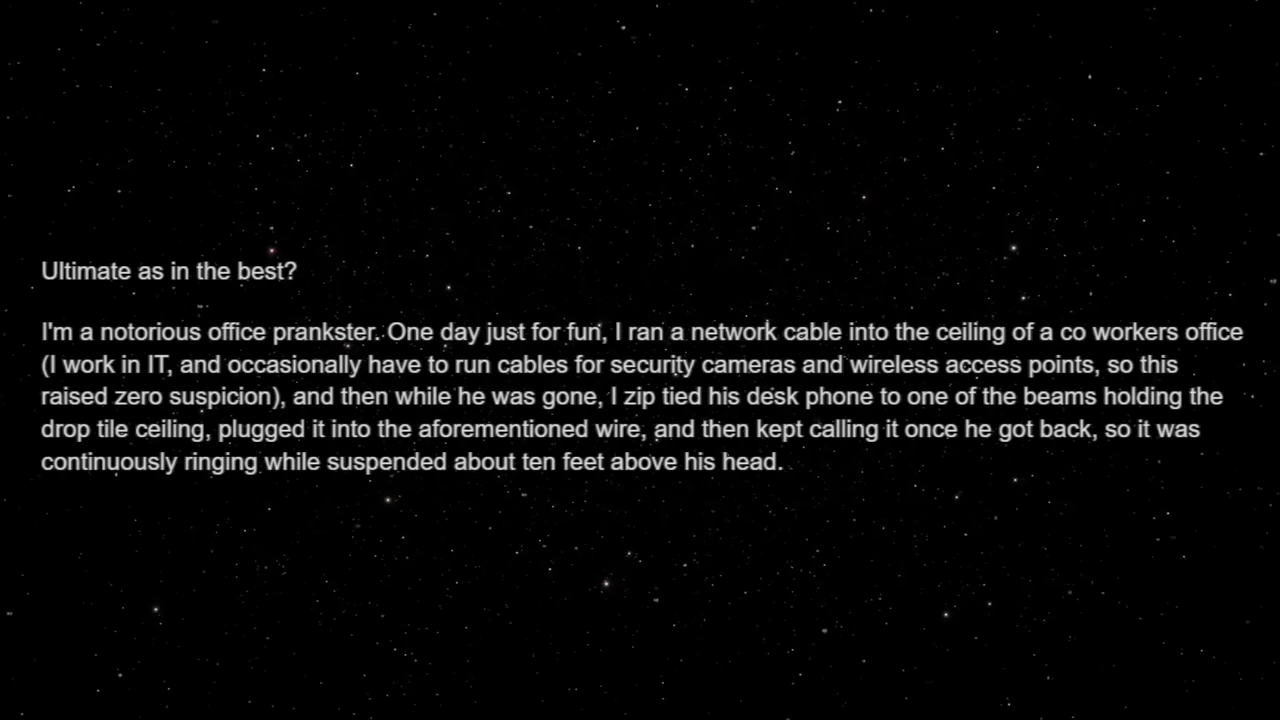 Ultimate as in the best?
I'm a notorious office prankster. One day just for fun, I ran a network cable into the ceiling of a co workers office
(I work in IT, and occasionally have to run cables for security cameras and wireless access points, so this
raised zero suspicion), and then while he was gone, I zip tied his desk phone to one of the beams holding the
drop tile ceiling, plugged it into the aforementioned wire, and then kept calling it once he got back, so it was
continuously ringing while suspended about ten feet above his head.